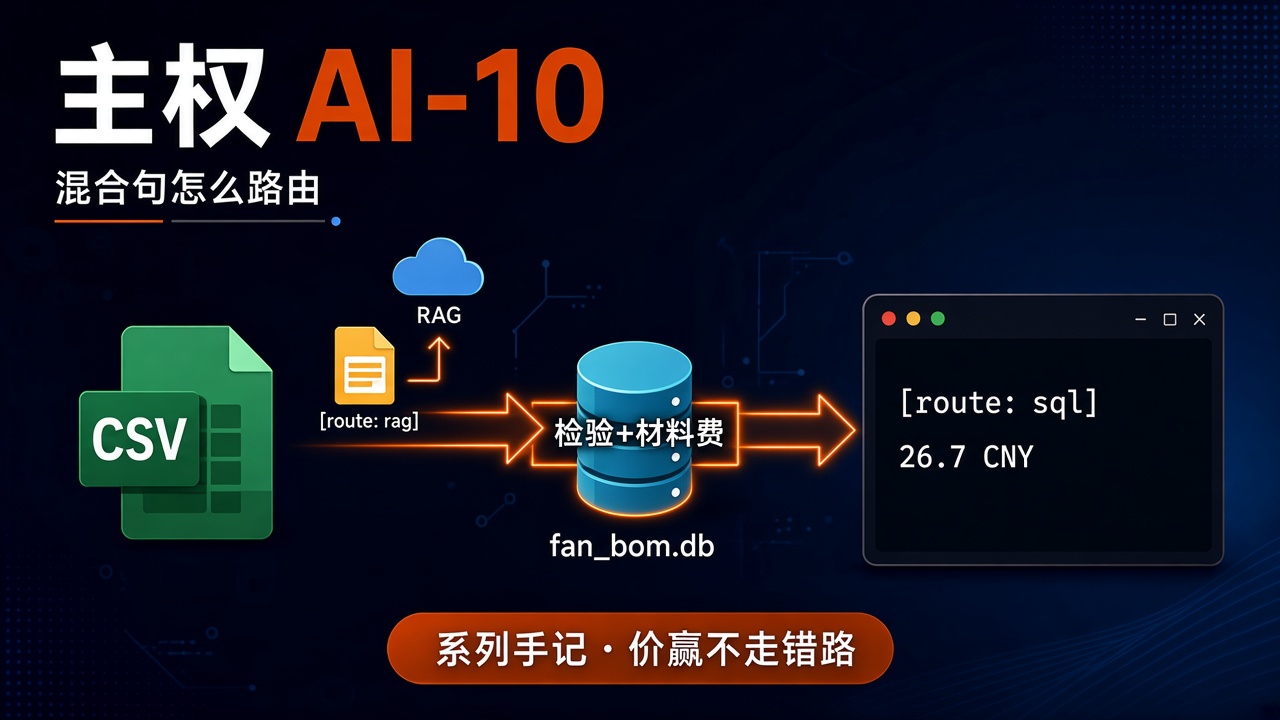 主权 AI-10
混合句怎么路由
RAG
[route: rag]
CSV
检验+材料费
fan_bom.db
[route: sql]
26.7 CNY
系列手记·价赢不走错路